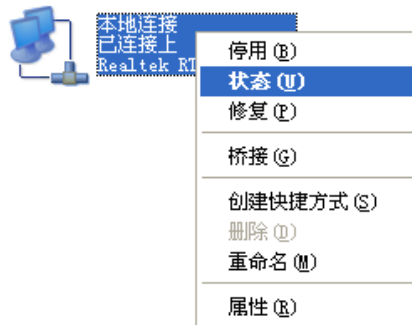 本地连接
已连接上
Realtek RT
停用(B)
状态(U)
修复(P)
桥接(G)
创建快捷方式(S)
删除(D)
重命名(M)
属性(R)